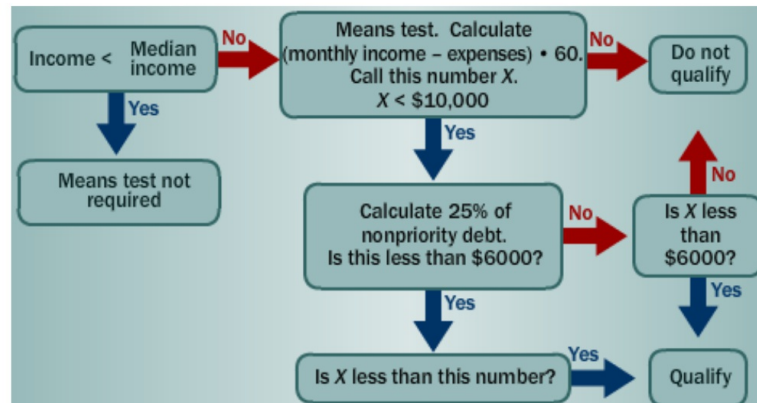 Income < Median
income
No
Means test. Calculate
(monthly income – expenses) • 60.
Call this number X.
X < $10,000
No
Do not
qualify
Yes
Means test not
required
Yes
Calculate 25% of
nonpriority debt.
Is this less than $6000?
No
Is X less
than
$6000?
No
Yes
Yes
Is X less than this number?
Yes
Qualify